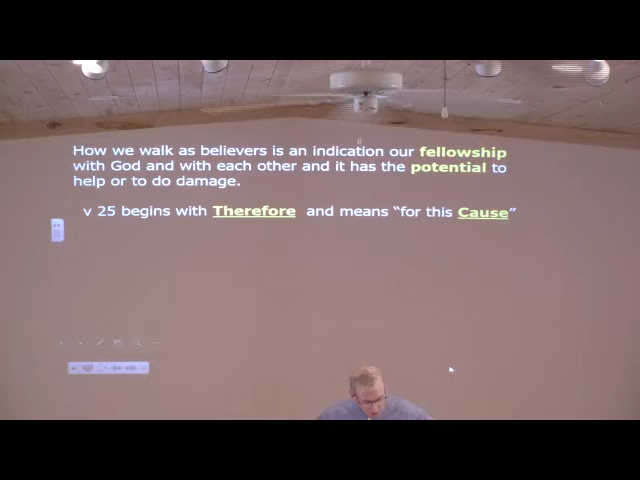 How we walk as believers is an indication our fellowship
with God and with each other and it has the potential to
help or to do damage.
v 25 begins with Therefore and means “for this Cause”